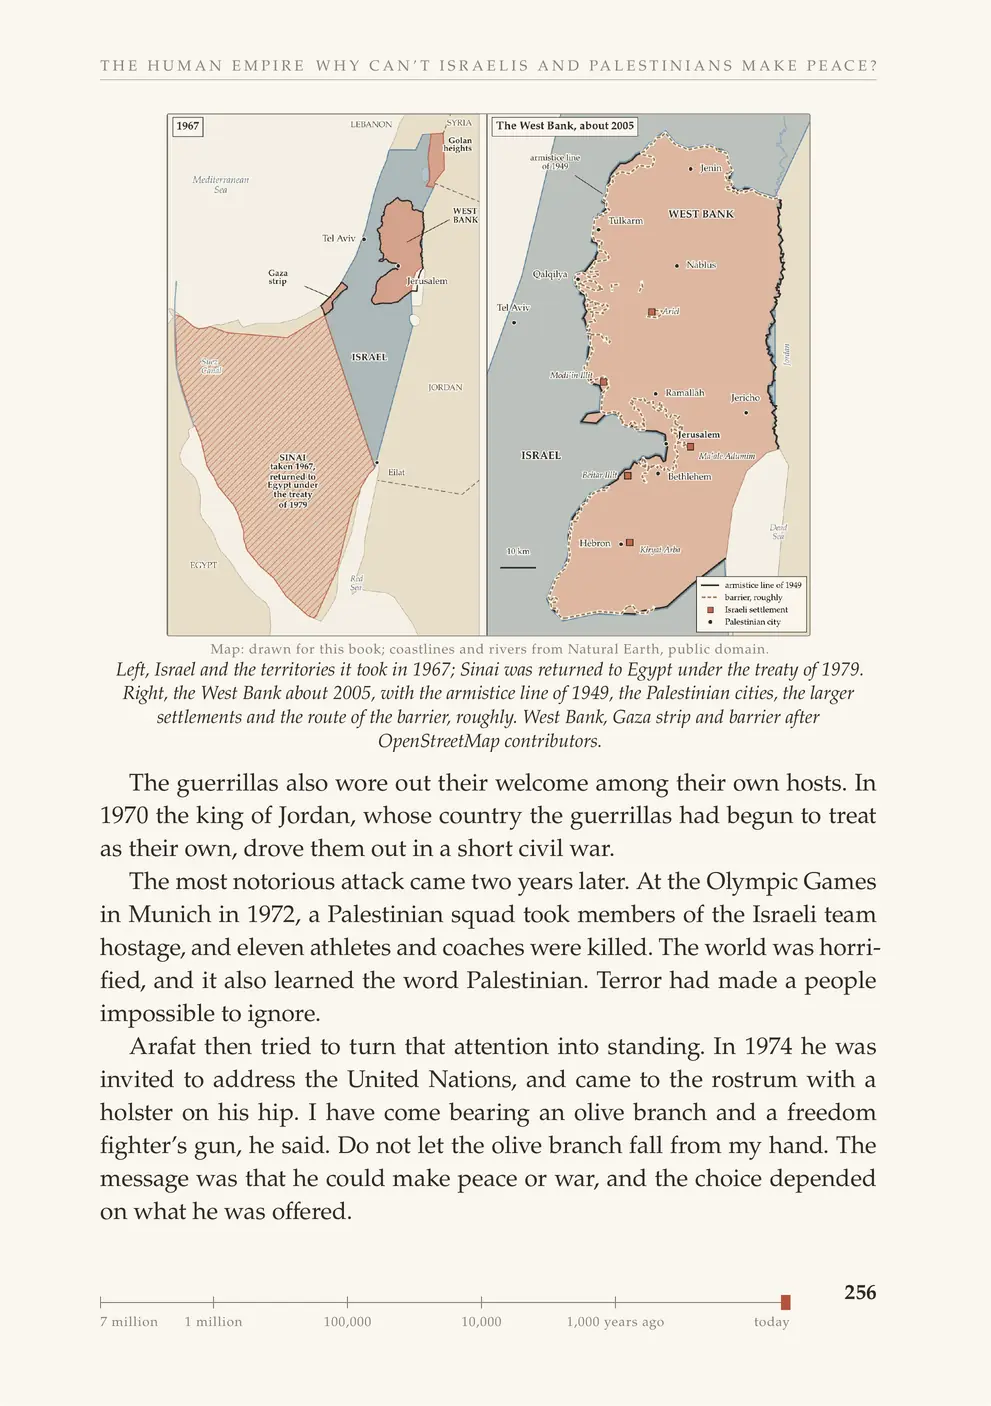 THE HUMAN EMPIRE WHY CAN'T ISRAELIS AND PALESTINIANS MAKE PEACE?
1967
LEBANON
SYRIA
Golan
heights
Mediterranean
Sea
WEST
BANK
Tel Aviv
Gaza
strip
Jerusalem
ISRAEL
Suez
Canal
JORDAN
SINAI
taken 1967,
returned to
Egypt under
the treaty
of 1979
Eilat
EGYPT
Red
Sea
The West Bank, about 2005
armistice line
of 1949
Jenin
WEST BANK
Tulkarm
Nablus
Qalqilya
Tel Aviv
Ariel
Jordan
Modi'in Illit
Ramallah
Jericho
Jerusalem
ISRAEL
Ma'ale Adumim
Beitar Illit
Bethlehem
Dead
Sea
Hebron
Kiryat Arba
10 km
armistice line of 1949
barrier, roughly
Israeli settlement
Palestinian city
Map: drawn for this book; coastlines and rivers from Natural Earth, public domain.
Left, Israel and the territories it took in 1967; Sinai was returned to Egypt under the treaty of 1979.
Right, the West Bank about 2005, with the armistice line of 1949, the Palestinian cities, the larger
settlements and the route of the barrier, roughly. West Bank, Gaza strip and barrier after
OpenStreetMap contributors.
The guerrillas also wore out their welcome among their own hosts. In
1970 the king of Jordan, whose country the guerrillas had begun to treat
as their own, drove them out in a short civil war.
The most notorious attack came two years later. At the Olympic Games
in Munich in 1972, a Palestinian squad took members of the Israeli team
hostage, and eleven athletes and coaches were killed. The world was horri-
fied, and it also learned the word Palestinian. Terror had made a people
impossible to ignore.
Arafat then tried to turn that attention into standing. In 1974 he was
invited to address the United Nations, and came to the rostrum with a
holster on his hip. I have come bearing an olive branch and a freedom
fighter's gun, he said. Do not let the olive branch fall from my hand. The
message was that he could make peace or war, and the choice depended
on what he was offered.
256
7 million
1 million
100,000
10,000
1,000 years ago
today